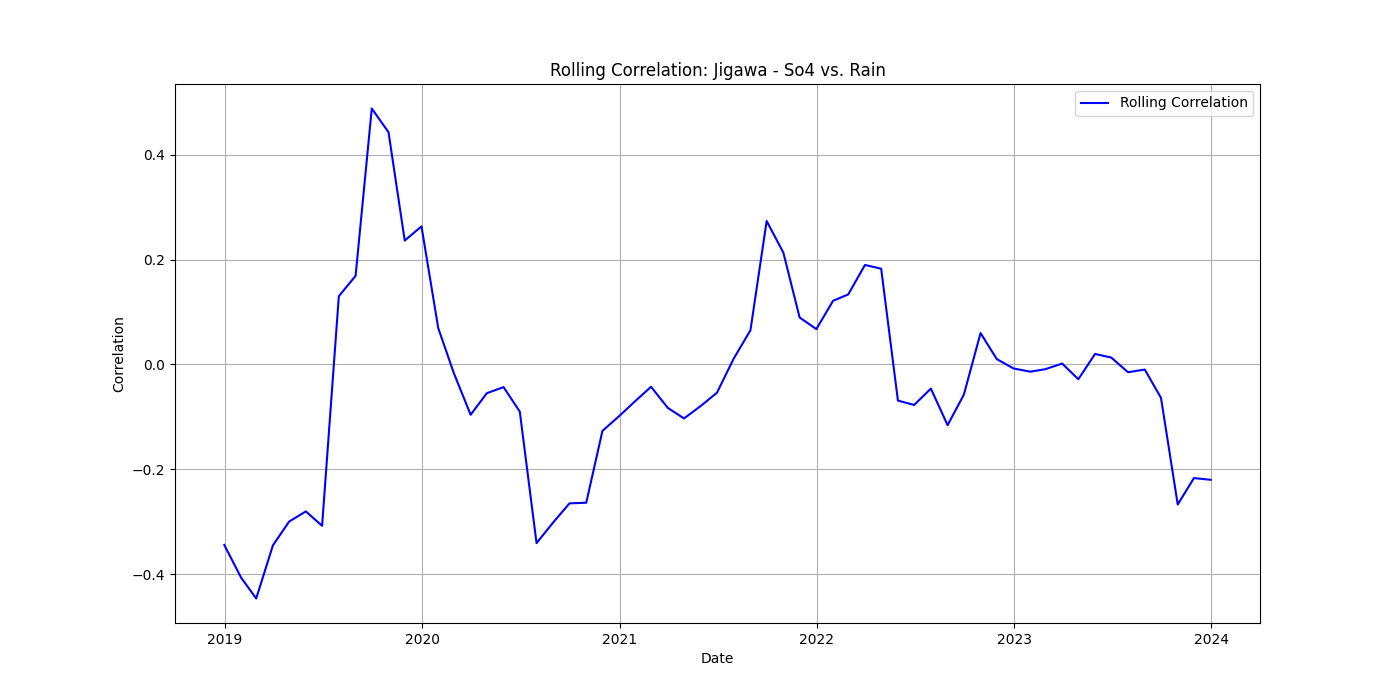 Rolling Correlation: Jigawa - So4 vs. Rain
Rolling Correlation
Correlation
0.4
0.2
0.0
−0.2
−0.4
2019 2020 2021 2022 2023 2024
Date